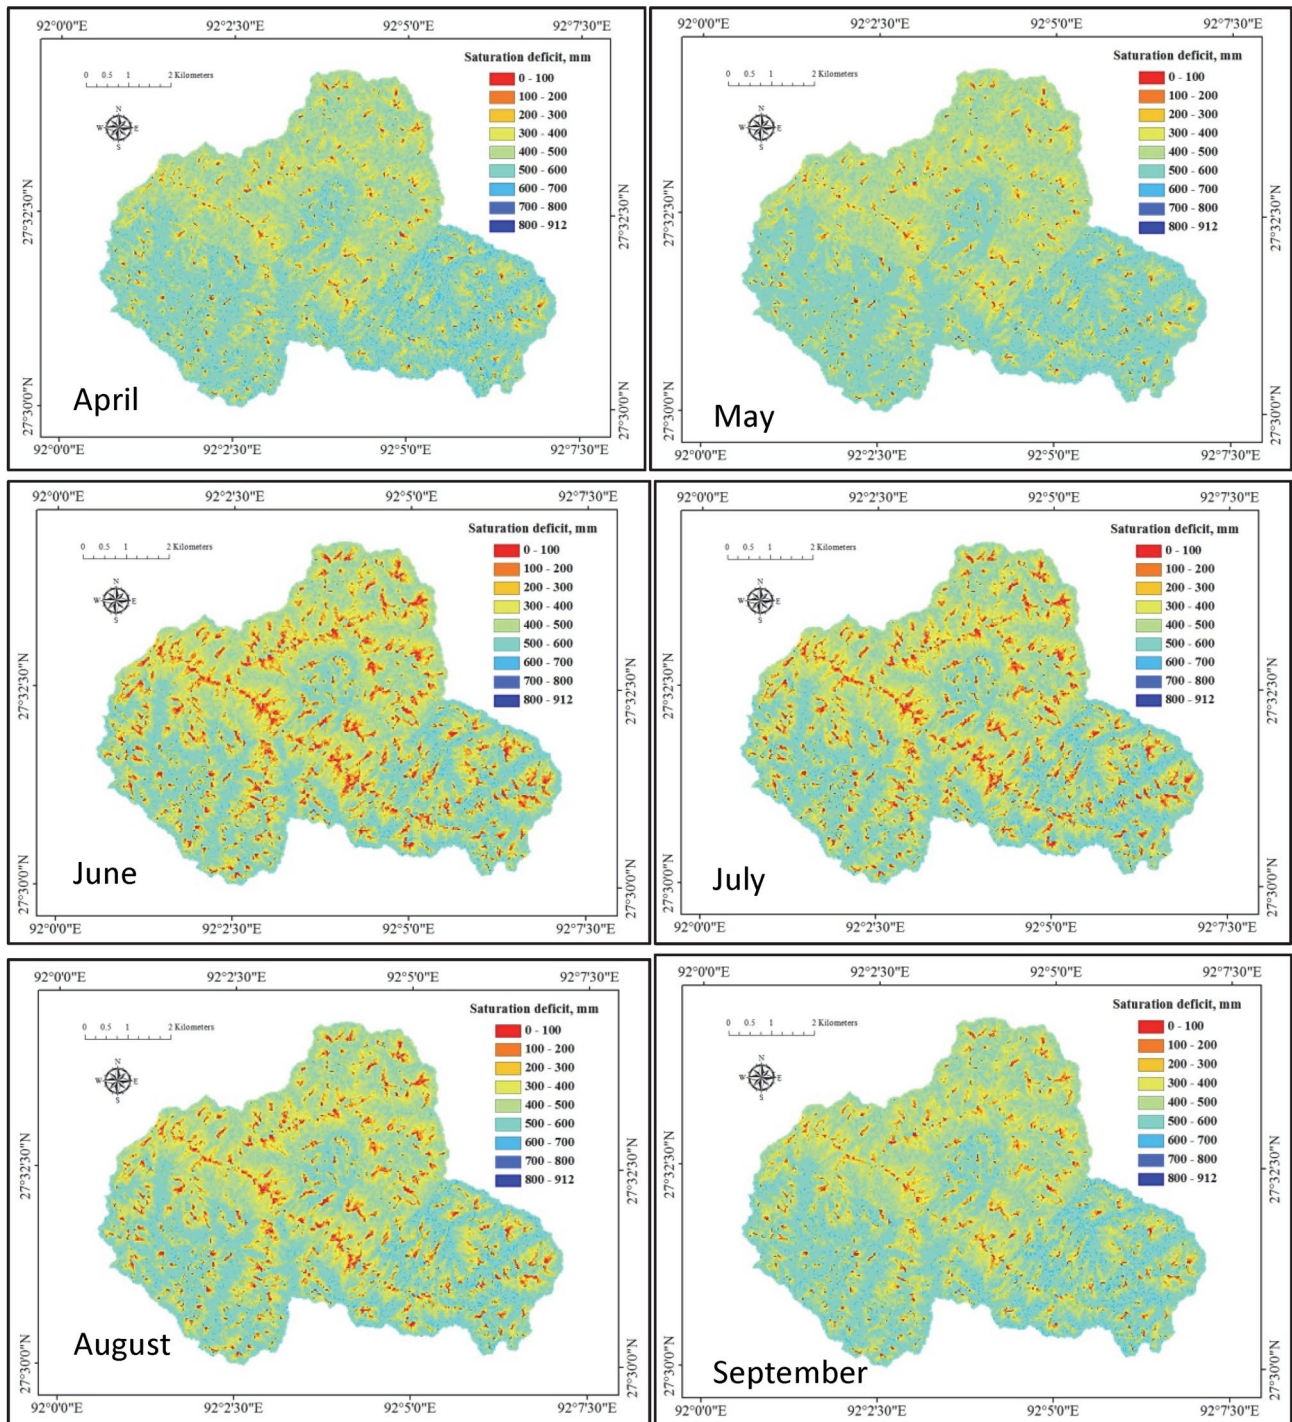 92°0'0"E 92°2'30"E 92°5'0"E 92°7'30"E
Saturation deficit, mm
0 0.5 1 2 Kilometers
0 - 100
100 - 200
200 - 300
300 - 400
400 - 500
500 - 600
600 - 700
700 - 800
800 - 912
N
W E
S
27°32'30"N 27°32'30"N
27°30'0"N 27°30'0"N
April
92°0'0"E 92°2'30"E 92°5'0"E 92°7'30"E
92°0'0"E 92°2'30"E 92°5'0"E 92°7'30"E
Saturation deficit, mm
0 0.5 1 2 Kilometers
0 - 100
100 - 200
200 - 300
300 - 400
400 - 500
500 - 600
600 - 700
700 - 800
800 - 912
N
W E
S
27°32'30"N 27°32'30"N
27°30'0"N 27°30'0"N
May
92°0'0"E 92°2'30"E 92°5'0"E 92°7'30"E
92°0'0"E 92°2'30"E 92°5'0"E 92°7'30"E
Saturation deficit, mm
0 0.5 1 2 Kilometers
0 - 100
100 - 200
200 - 300
300 - 400
400 - 500
500 - 600
600 - 700
700 - 800
800 - 912
N
W E
S
27°32'30"N 27°32'30"N
27°30'0"N 27°30'0"N
June
92°0'0"E 92°2'30"E 92°5'0"E 92°7'30"E
92°0'0"E 92°2'30"E 92°5'0"E 92°7'30"E
Saturation deficit, mm
0 0.5 1 2 Kilometers
0 - 100
100 - 200
200 - 300
300 - 400
400 - 500
500 - 600
600 - 700
700 - 800
800 - 912
N
W E
S
27°32'30"N 27°32'30"N
27°30'0"N 27°30'0"N
July
92°0'0"E 92°2'30"E 92°5'0"E 92°7'30"E
92°0'0"E 92°2'30"E 92°5'0"E 92°7'30"E
Saturation deficit, mm
0 0.5 1 2 Kilometers
0 - 100
100 - 200
200 - 300
300 - 400
400 - 500
500 - 600
600 - 700
700 - 800
800 - 912
N
W E
S
27°32'30"N 27°32'30"N
27°30'0"N 27°30'0"N
August
92°0'0"E 92°2'30"E 92°5'0"E 92°7'30"E
92°0'0"E 92°2'30"E 92°5'0"E 92°7'30"E
Saturation deficit, mm
0 0.5 1 2 Kilometers
0 - 100
100 - 200
200 - 300
300 - 400
400 - 500
500 - 600
600 - 700
700 - 800
800 - 912
N
W E
S
27°32'30"N 27°32'30"N
27°30'0"N 27°30'0"N
September
92°0'0"E 92°2'30"E 92°5'0"E 92°7'30"E